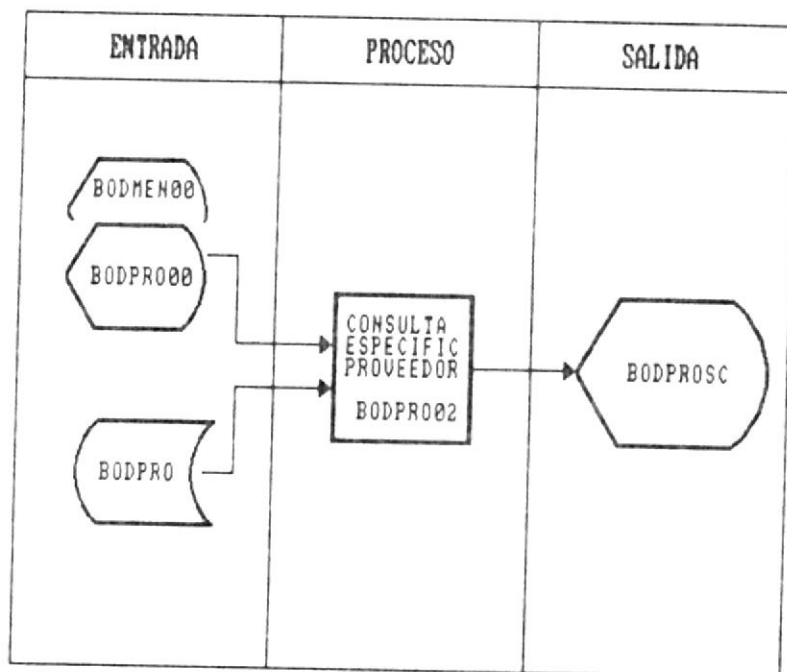 ENTRADA
PROCESO
SALIDA
BODMEN00
BODPRO00
BODPRO
CONSULTA
ESPECIFIC
PROVEEDOR
BODPRO02
BODPROSC